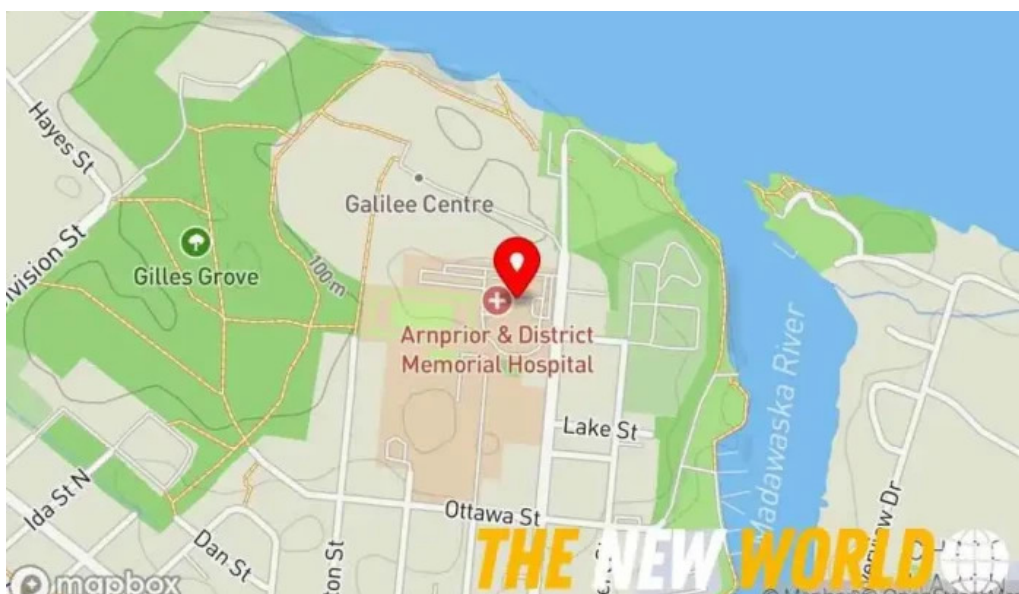 Hayes St
Division St
Galilee Centre
Gilles Grove
100 m
Arnprior & District
Memorial Hospital
Madawaska River
Lake St
Ida St N
Ottawa St
Dan St
THE NEW WORLD
mapbox